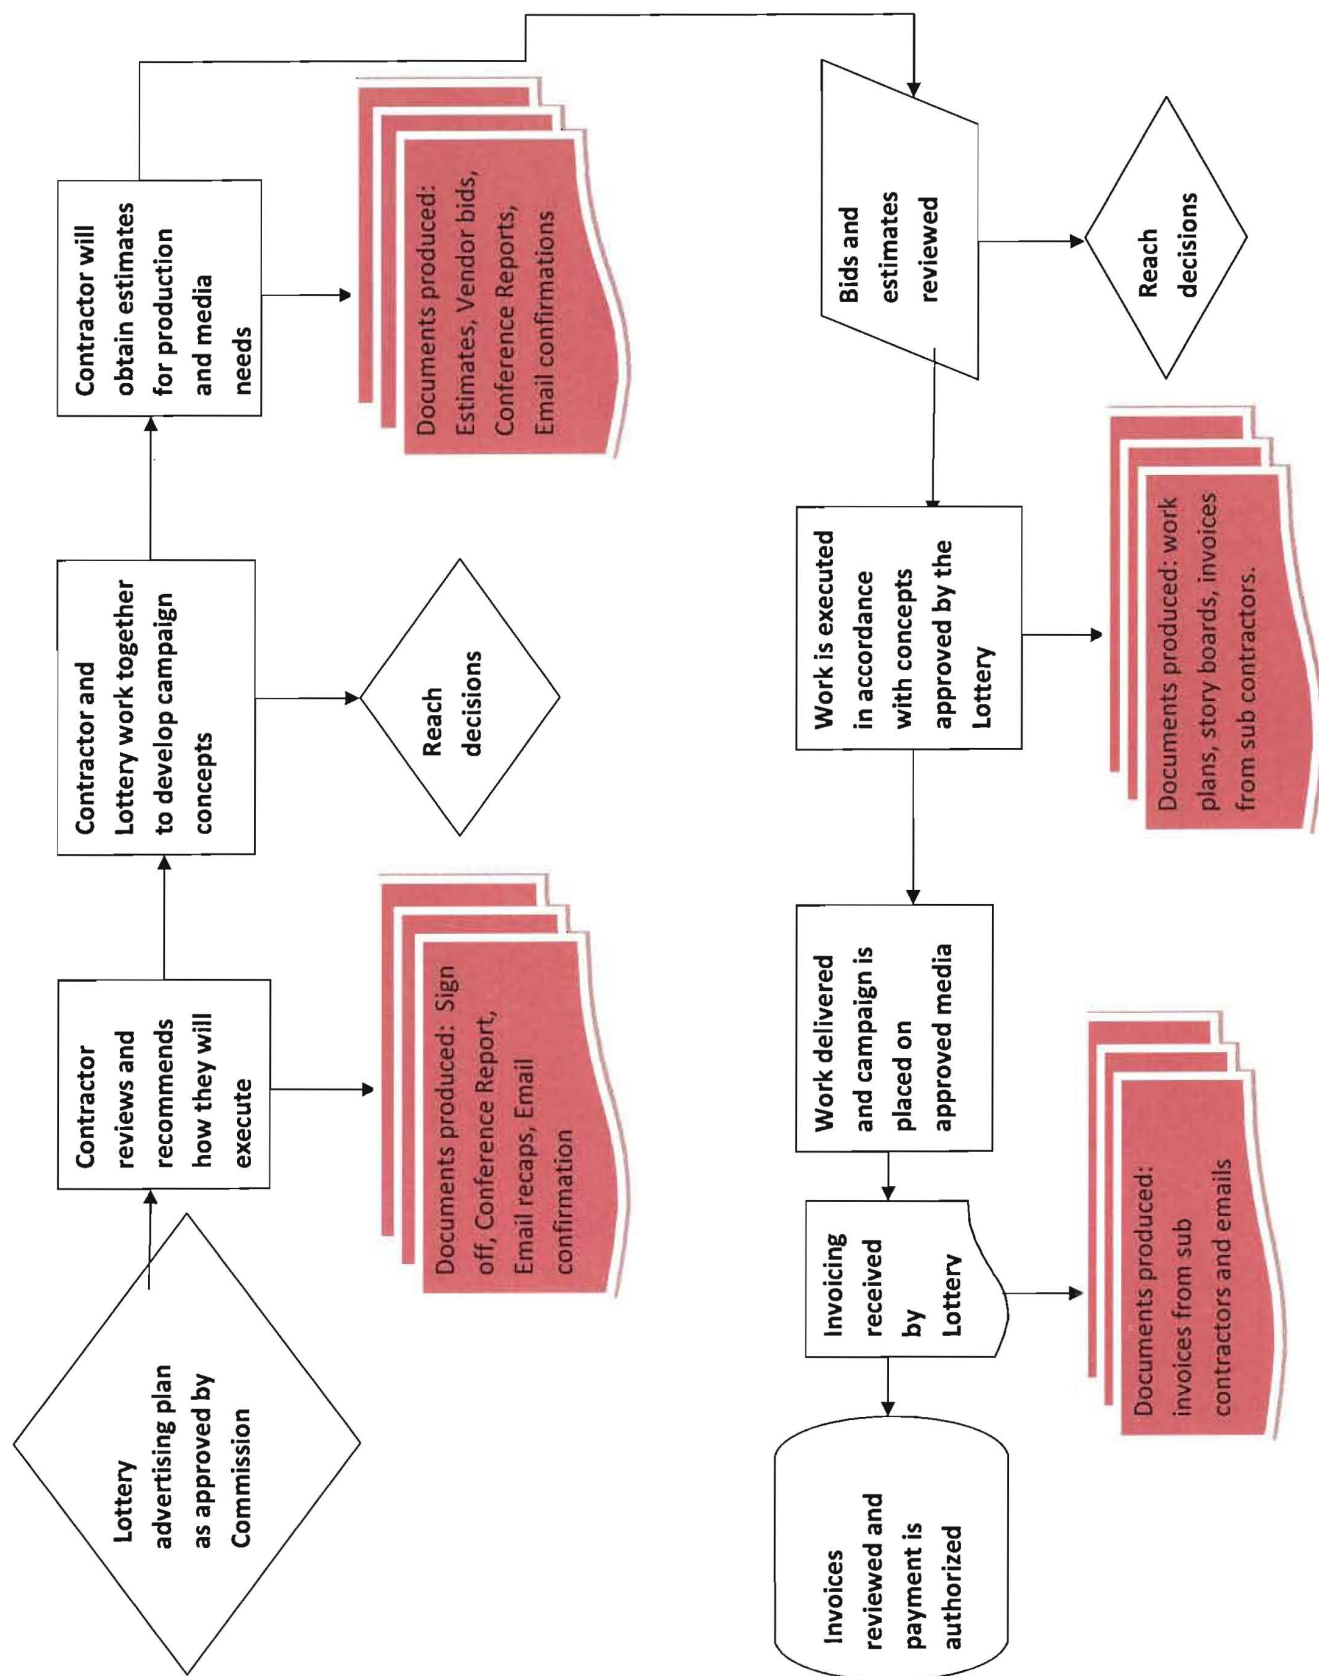 Lottery
advertising plan
as approved by
Commission
Contractor
reviews and
recommends
how they will
execute
Documents produced: Sign
off, Conference Report,
Email recaps, Email
confirmation
Contractor and
Lottery work together
to develop campaign
concepts
Reach
decisions
Contractor will
obtain estimates
for production
and media
needs
Documents produced:
Estimates, Vendor bids,
Conference Reports,
Email confirmations
Bids and
estimates
reviewed
Reach
decisions
Work is executed
in accordance
with concepts
approved by the
Lottery
Documents produced: work
plans, story boards, invoices
from sub contractors.
Work delivered
and campaign is
placed on
approved media
Invoicing
received
by
Lottery
Documents produced:
invoices from sub
contractors and emails
Invoices
reviewed and
payment is
authorized